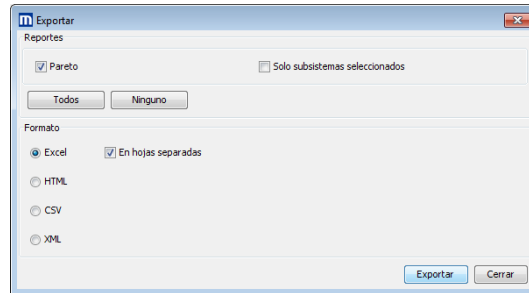 m Exportar
Reportes
Pareto Solo subsistemas seleccionados
Todos Ninguno
Formato
Excel En hojas separadas
HTML
CSV
XML
Exportar Cerrar